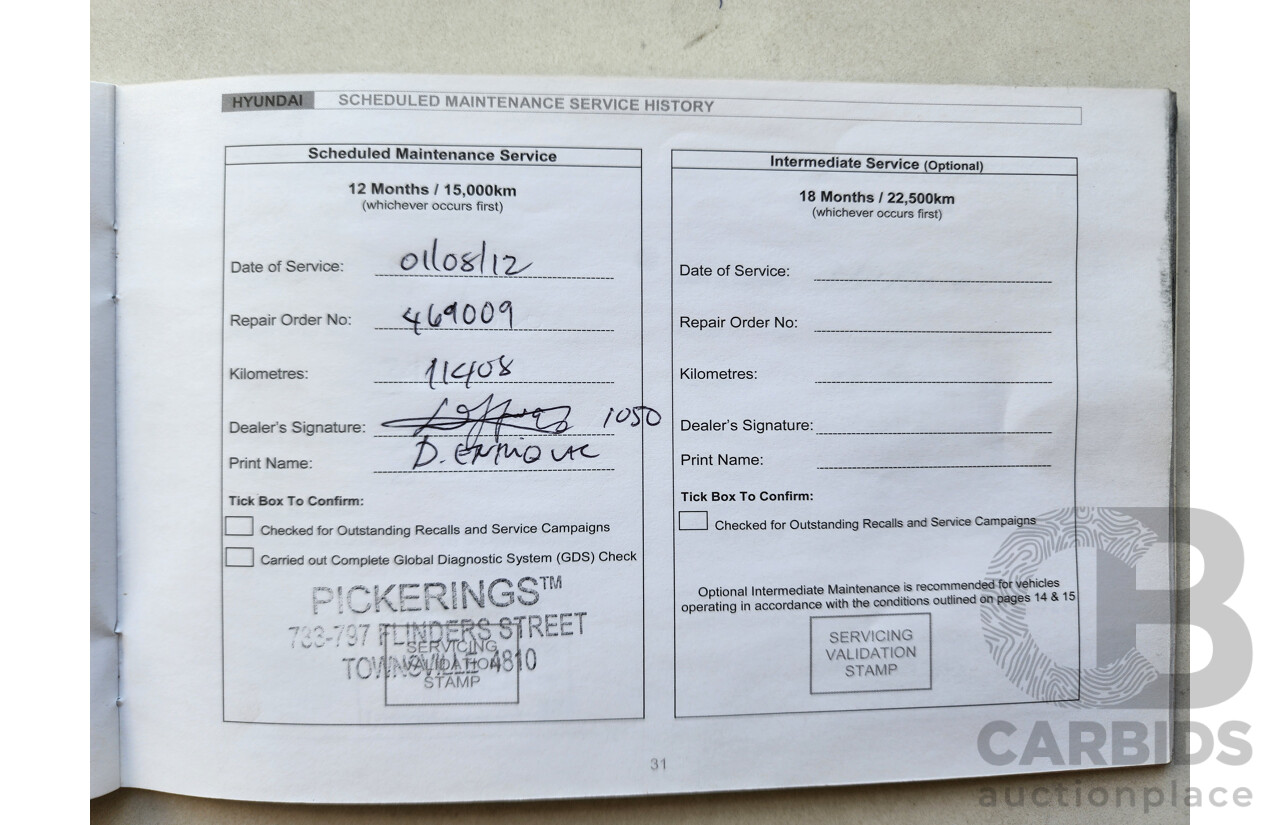 HYUNDAI SCHEDULED MAINTENANCE SERVICE HISTORY
Scheduled Maintenance Service
12 Months / 15,000km
(whichever occurs first)
Date of Service: 01/08/12
Repair Order No: 469009
Kilometres: 11408
Dealer's Signature: 1050
Print Name: D.
Tick Box To Confirm:
Checked for Outstanding Recalls and Service Campaigns
Carried out Complete Global Diagnostic System (GDS) Check
PICKERINGS™
733-797 FLINDERS STREET
TOWNSVILLE 4810
SERVICING
VALIDATION
STAMP
Intermediate Service (Optional)
18 Months / 22,500km
(whichever occurs first)
Date of Service:
Repair Order No:
Kilometres:
Dealer's Signature:
Print Name:
Tick Box To Confirm:
Checked for Outstanding Recalls and Service Campaigns
Optional Intermediate Maintenance is recommended for vehicles
operating in accordance with the conditions outlined on pages 14 & 15
SERVICING
VALIDATION
STAMP
31
CB
CARBIDS
auctionplace